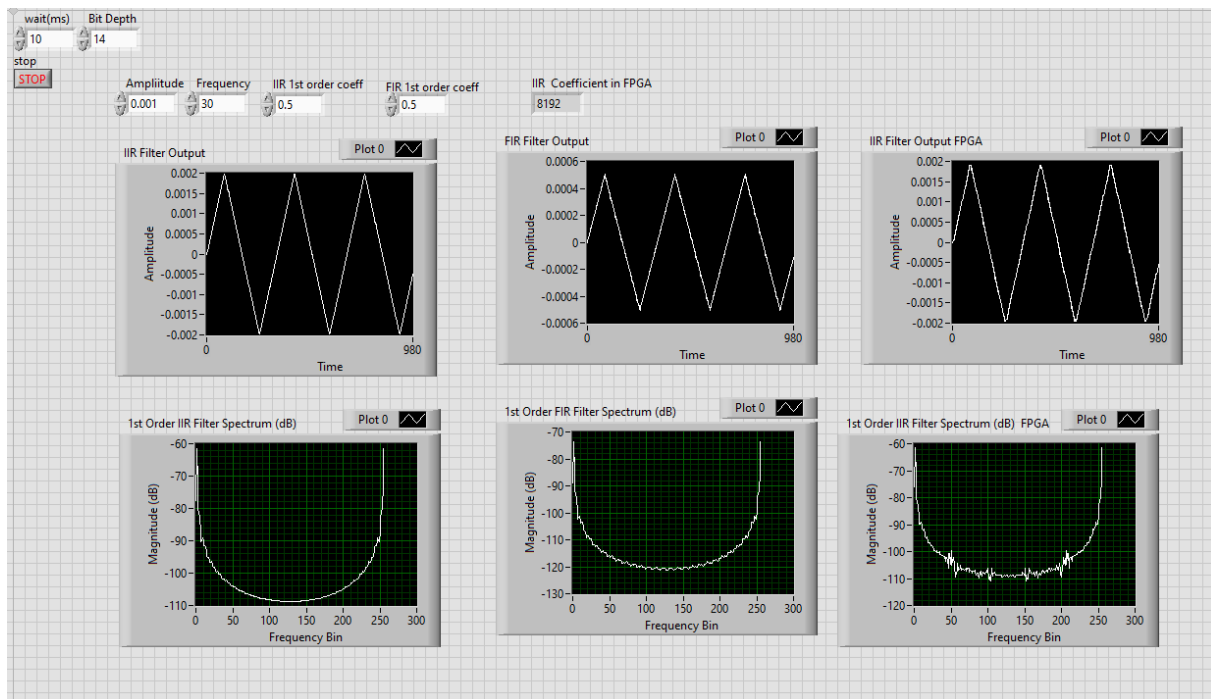 wait(ms) Bit Depth
10 14
stop
STOP
Ampliitude Frequency IIR 1st order coeff FIR 1st order coeff IIR Coefficient in FPGA
0.001 30 0.5 0.5 8192
IIR Filter Output Plot 0
0.002
0.0015
0.001
0.0005
0
-0.0005
-0.001
-0.0015
-0.002
Amplitude
0 980
Time
FIR Filter Output Plot 0
0.0006
0.0004
0.0002
0
-0.0002
-0.0004
-0.0006
Amplitude
0 980
Time
IIR Filter Output FPGA Plot 0
0.002
0.0015
0.001
0.0005
0
-0.0005
-0.001
-0.0015
-0.002
Amplitude
0 980
Time
1st Order IIR Filter Spectrum (dB) Plot 0
-60
-70
-80
-90
-100
-110
Magnitude (dB)
0 50 100 150 200 250 300
Frequency Bin
1st Order FIR Filter Spectrum (dB) Plot 0
-70
-80
-90
-100
-110
-120
-130
Magnitude (dB)
0 50 100 150 200 250 300
Frequency Bin
1st Order IIR Filter Spectrum (dB) FPGA Plot 0
-60
-70
-80
-90
-100
-110
-120
Magnitude (dB)
0 50 100 150 200 250 300
Frequency Bin